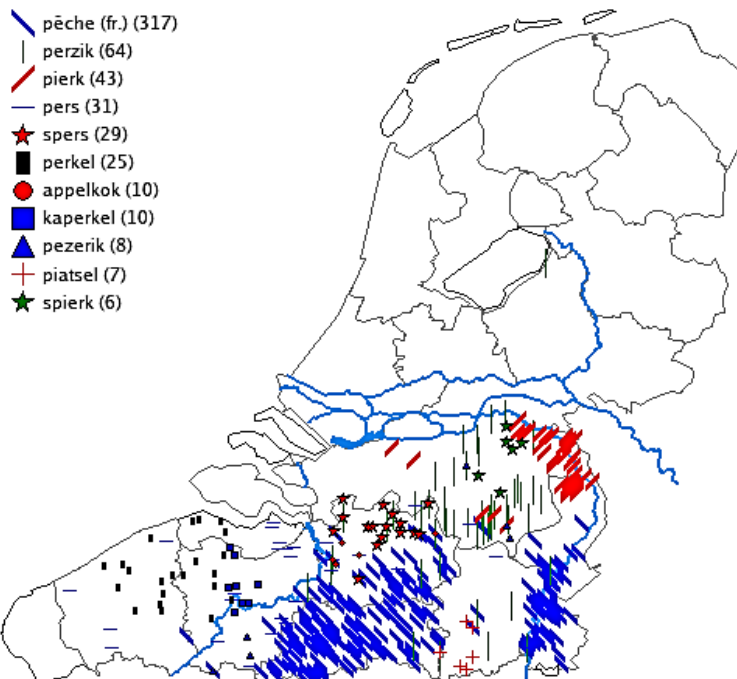 pêche (fr.) (317)
perzik (64)
pierk (43)
pers (31)
spers (29)
perkel (25)
appelkok (10)
kaperkel (10)
pezerik (8)
piatsel (7)
spierk (6)